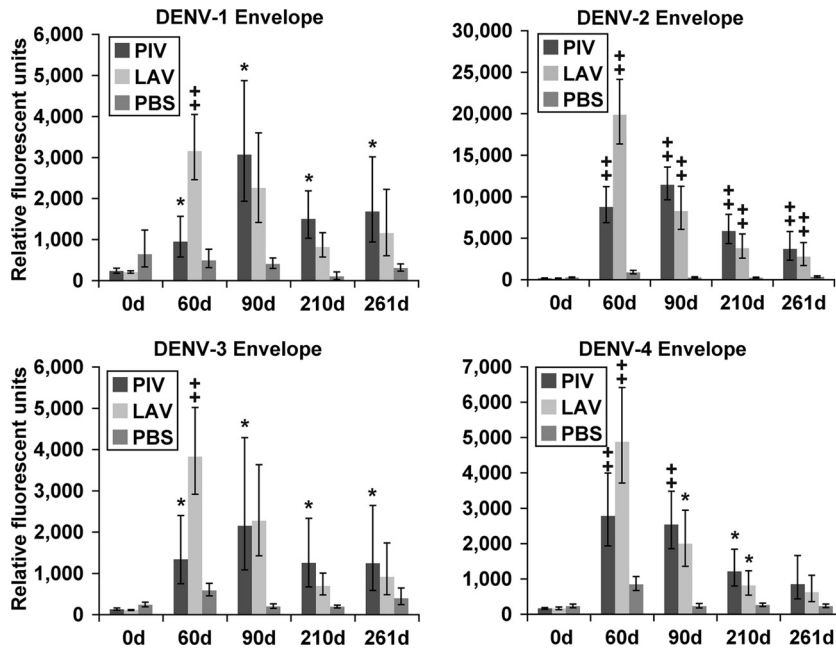 DENV-1 Envelope
Relative fluorescent units
6,000
5,000
4,000
3,000
2,000
1,000
0
PIV
LAV
PBS
*
++
*
*
*
0d 60d 90d 210d 261d
DENV-2 Envelope
30,000
25,000
20,000
15,000
10,000
5,000
0
PIV
LAV
PBS
++ ++
++ ++
++ ++
++ ++
0d 60d 90d 210d 261d
DENV-3 Envelope
Relative fluorescent units
6,000
5,000
4,000
3,000
2,000
1,000
0
PIV
LAV
PBS
*
++
*
*
*
0d 60d 90d 210d 261d
DENV-4 Envelope
7,000
6,000
5,000
4,000
3,000
2,000
1,000
0
PIV
LAV
PBS
++ ++
++ *
* *
0d 60d 90d 210d 261d